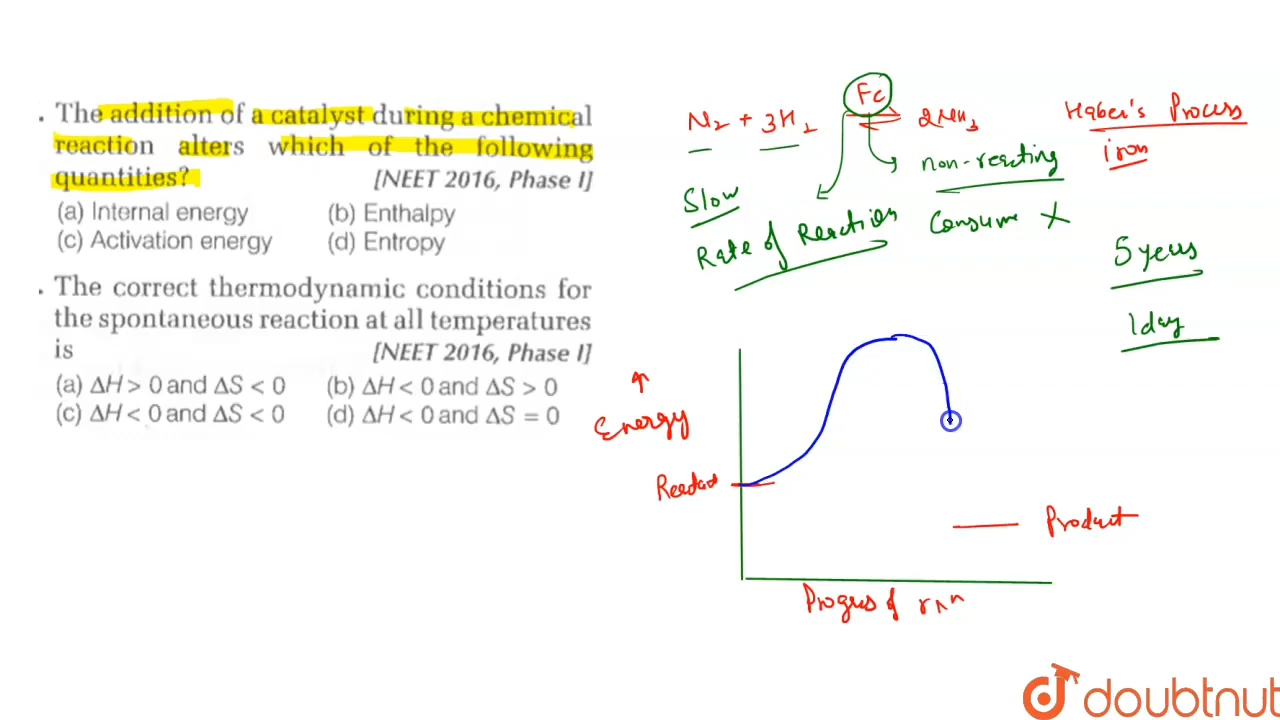 . The addition of a catalyst during a chemical
reaction alters which of the following
quantities? [NEET 2016, Phase I]
(a) Internal energy (b) Enthalpy
(c) Activation energy (d) Entropy
. The correct thermodynamic conditions for
the spontaneous reaction at all temperatures
is [NEET 2016, Phase I]
(a) ΔH > 0 and ΔS < 0 (b) ΔH < 0 and ΔS > 0
(c) ΔH < 0 and ΔS < 0 (d) ΔH < 0 and ΔS = 0
Fe
N₂ + 3H₂ ⇌ 2NH₃
Haber's Process
iron
non-reacting
Slow
Rate of Reaction
Consume X
5 years
1 day
↑
Energy
Product
Progres of rxn
doubtnut